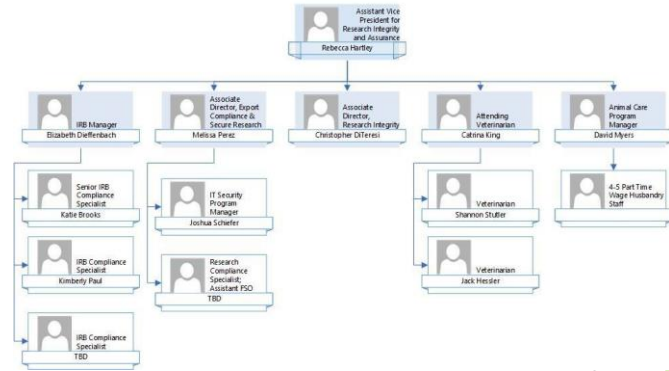 Assistant Vice
President for
Research Integrity
and Assurance
Rebecca Hartley
IRB Manager
Elizabeth Dieffenbach
Associate
Director, Export
Compliance &
Secure Research
Melissa Perez
Associate
Director,
Research Integrity
Christopher DiTeresi
Attending
Veterinarian
Catrina King
Animal Care
Program
Manager
David Myers
Senior IRB
Compliance
Specialist
Katie Brooks
IRB Compliance
Specialist
Kimberly Paul
IRB Compliance
Specialist
TBD
IT Security
Program
Manager
Joshua Schiefer
Research
Compliance
Specialist;
Assistant FSO
TBD
Veterinarian
Shannon Stutler
Veterinarian
Jack Hessler
4-5 Part Time
Wage Husbandry
Staff